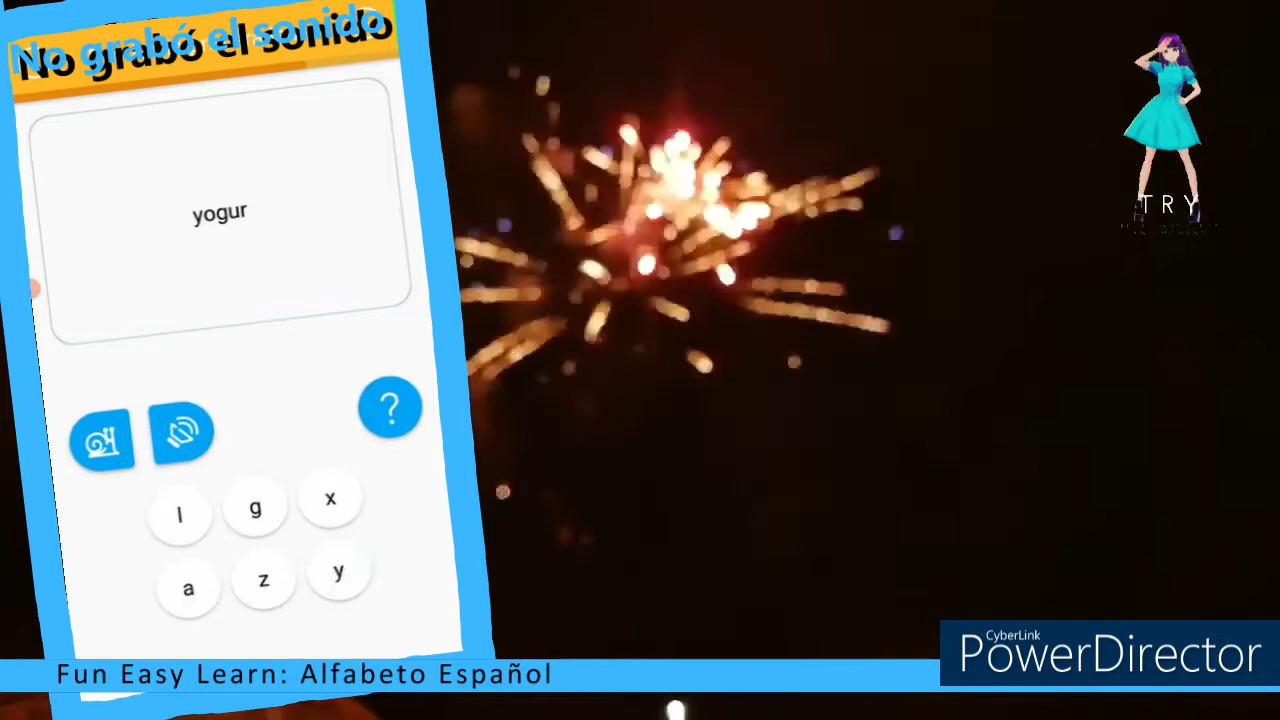 No grabó el sonido
yogur
?
l g x
a z y
TRY
Fun Easy Learn: Alfabeto Español
CyberLink
PowerDirector